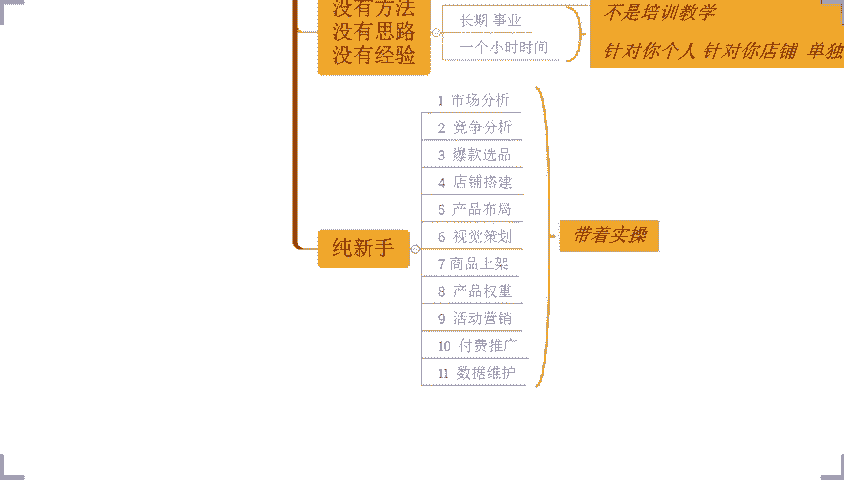 没有方法
没有思路
没有经验
长期 事业
一个小时时间
不是培训教学
针对你个人 针对你店铺 单独
纯新手
1 市场分析
2 竞争分析
3 爆款选品
4 店铺搭建
5 产品布局
6 视觉策划
7 商品上架
8 产品权重
9 活动营销
10 付费推广
11 数据维护
带着实操